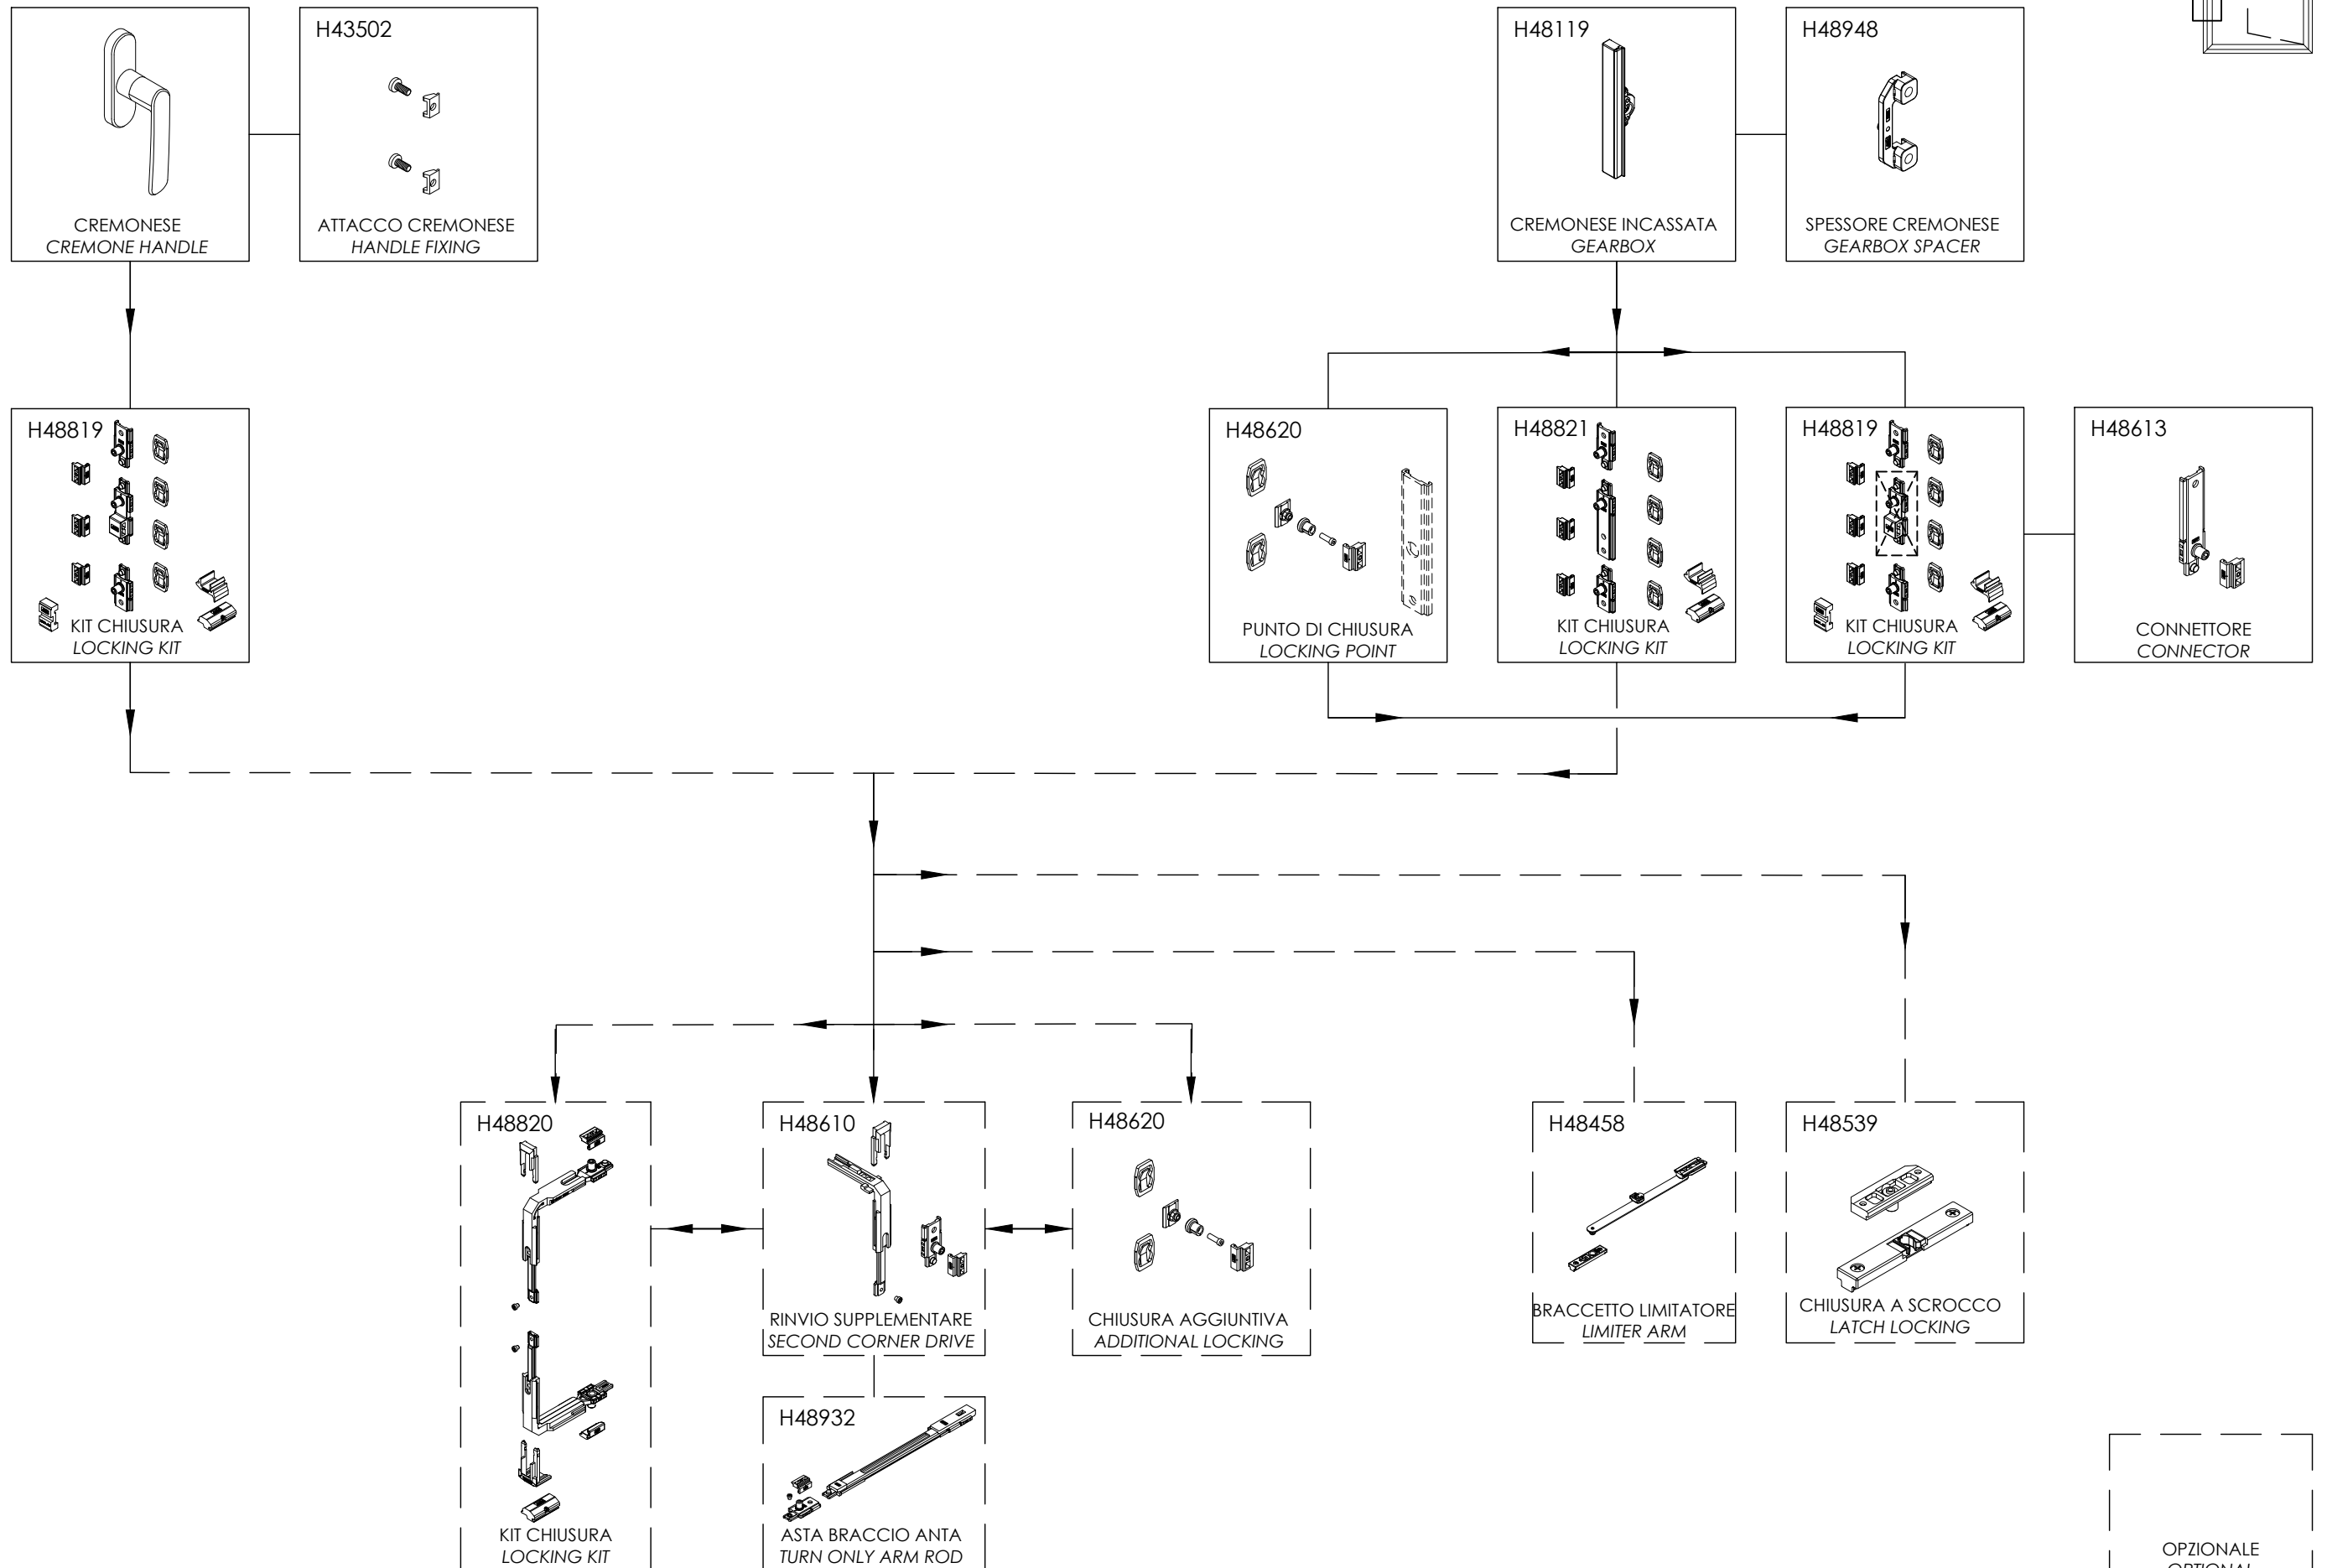 H43502
H48119
H48948
CREMONESE
CREMONE HANDLE
ATTACCO CREMONESE
HANDLE FIXING
CREMONESE INCASSATA
GEARBOX
SPESSORE CREMONESE
GEARBOX SPACER
H48819
KIT CHIUSURA
LOCKING KIT
H48620
PUNTO DI CHIUSURA
LOCKING POINT
H48821
KIT CHIUSURA
LOCKING KIT
H48819
KIT CHIUSURA
LOCKING KIT
H48613
CONNETTORE
CONNECTOR
H48820
KIT CHIUSURA
LOCKING KIT
H48610
RINVIO SUPPLEMENTARE
SECOND CORNER DRIVE
H48620
CHIUSURA AGGIUNTIVA
ADDITIONAL LOCKING
H48458
BRACCETTO LIMITATORE
LIMITER ARM
H48539
CHIUSURA A SCROCCO
LATCH LOCKING
H48932
ASTA BRACCIO ANTA
TURN ONLY ARM ROD
OPZIONALE
OPTIONAL